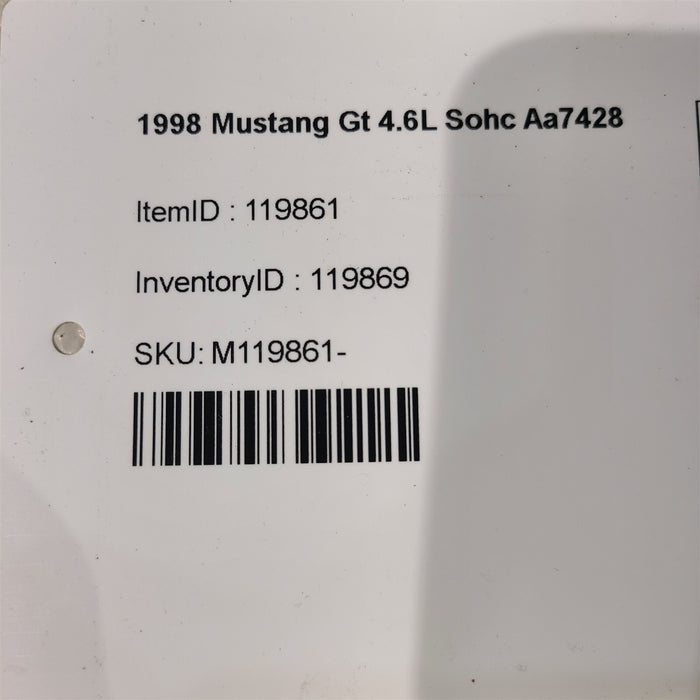 1998 Mustang Gt 4.6L Sohc Aa7428
ItemID : 119861
InventoryID : 119869
SKU: M119861-